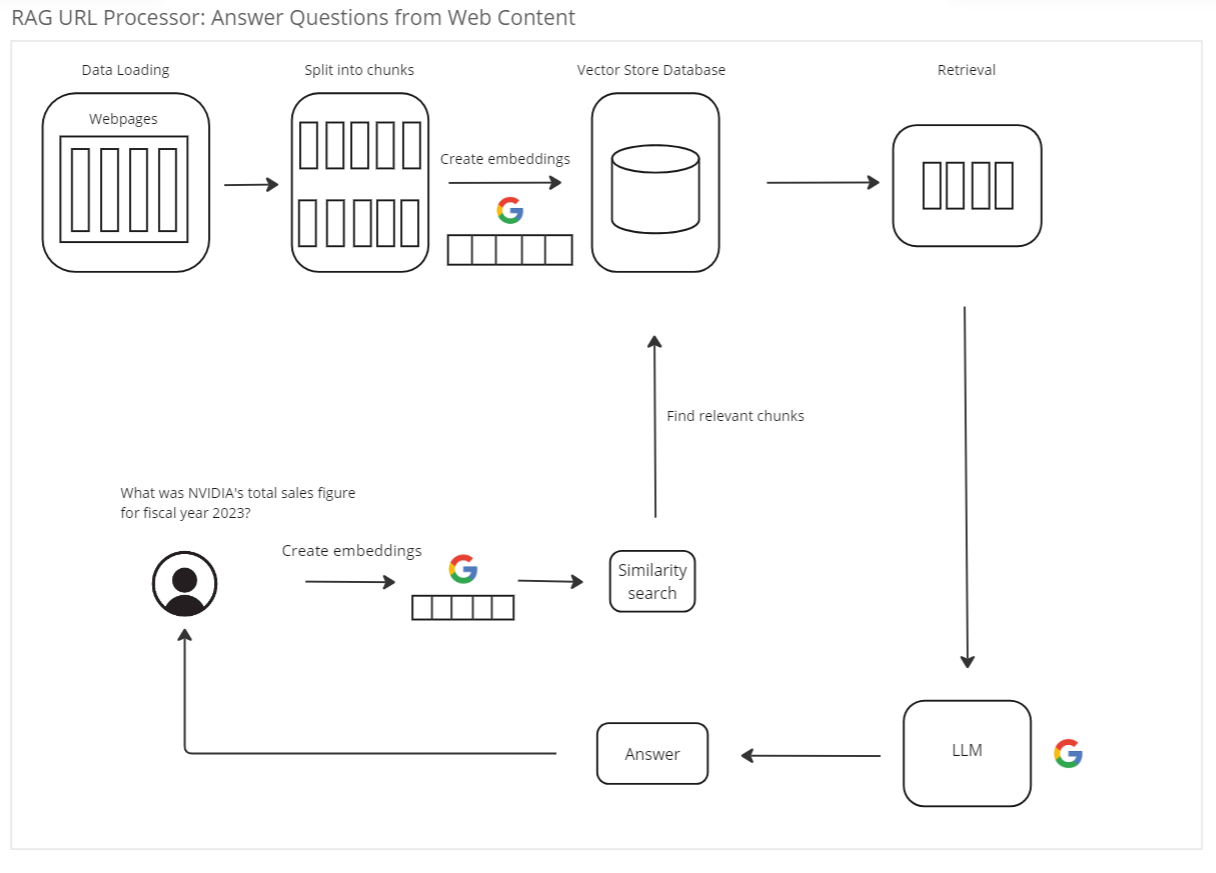 RAG URL Processor: Answer Questions from Web Content
Data Loading
Split into chunks
Vector Store Database
Retrieval
Webpages
Create embeddings
Find relevant chunks
What was NVIDIA's total sales figure
for fiscal year 2023?
Create embeddings
Similarity
search
Answer
LLM